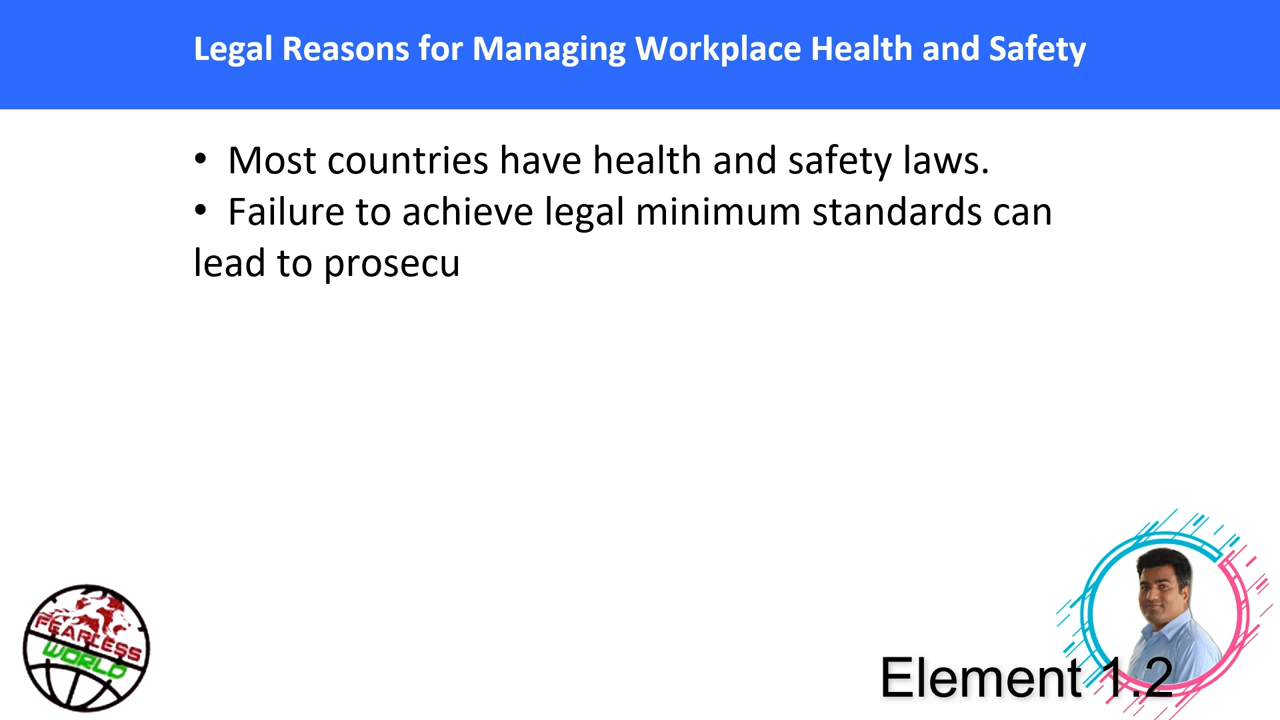 Legal Reasons for Managing Workplace Health and Safety
• Most countries have health and safety laws.
• Failure to achieve legal minimum standards can
lead to prosecu
FEARLESS
WORLD
Element 1.2